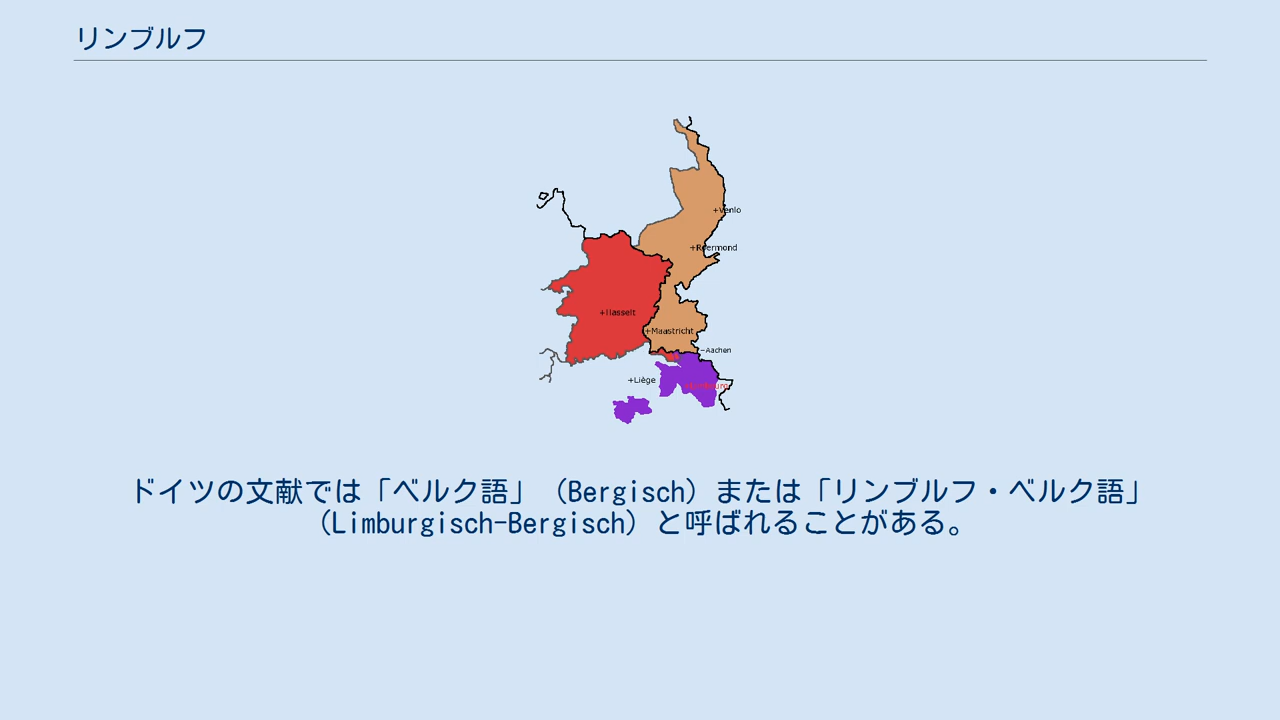 リンブルフ
+Venlo
+Roermond
+Hasselt
+Maastricht
Aachen
+Liège
ドイツの文献では「ベルク語」（Bergisch）または「リンブルフ・ベルク語」
（Limburgisch-Bergisch）と呼ばれることがある。